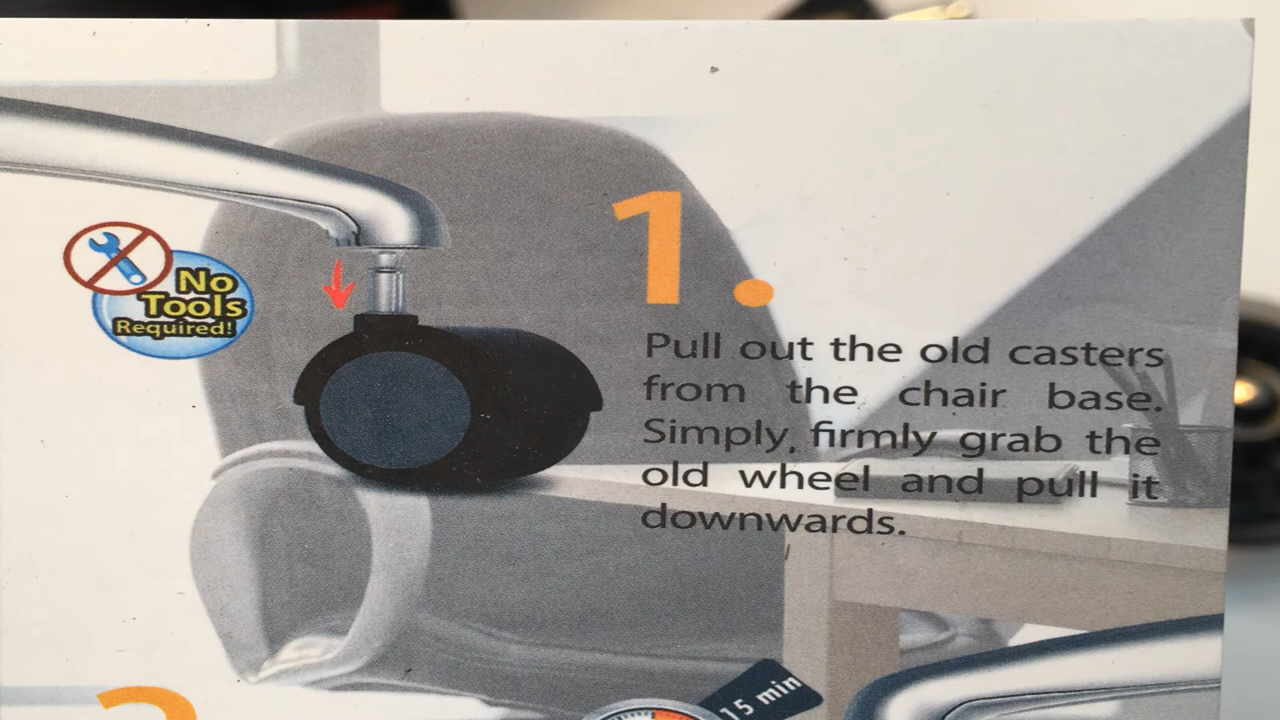 1.
No
Tools
Required!
Pull out the old casters
from the chair base.
Simply, firmly grab the
old wheel and pull it
downwards.
15 min
2